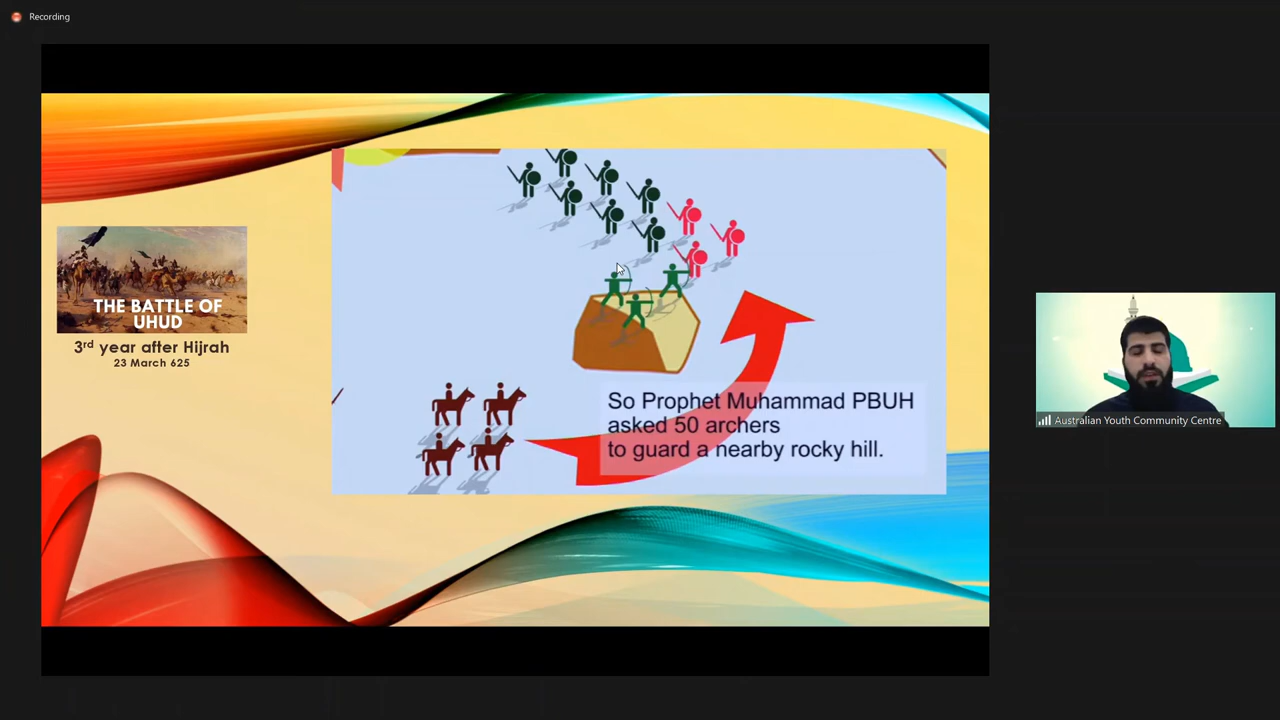 Recording
THE BATTLE OF
UHUD
3rd year after Hijrah
23 March 625
So Prophet Muhammad PBUH
asked 50 archers
to guard a nearby rocky hill.
Australian Youth Community Centre